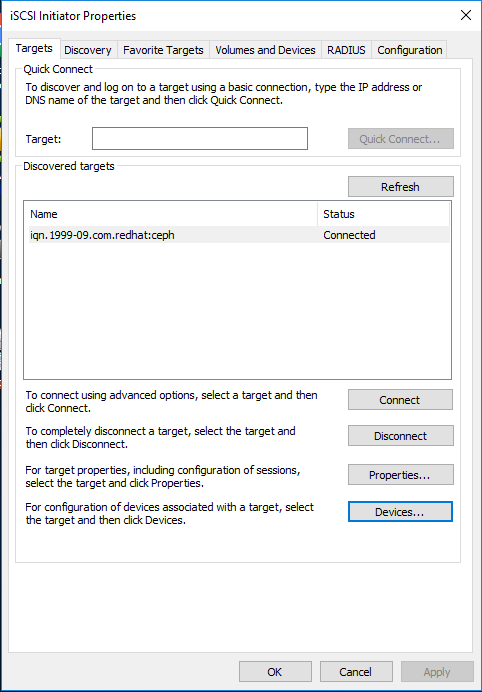 iSCSI Initiator Properties
Targets Discovery Favorite Targets Volumes and Devices RADIUS Configuration
Quick Connect
To discover and log on to a target using a basic connection, type the IP address or
DNS name of the target and then click Quick Connect.
Target: Quick Connect...
Discovered targets
Refresh
Name Status
iqn.1999-09.com.redhat:ceph Connected
To connect using advanced options, select a target and then
click Connect.
Connect
To completely disconnect a target, select the target and
then click Disconnect.
Disconnect
For target properties, including configuration of sessions,
select the target and click Properties.
Properties...
For configuration of devices associated with a target, select
the target and then click Devices.
Devices...
OK Cancel Apply